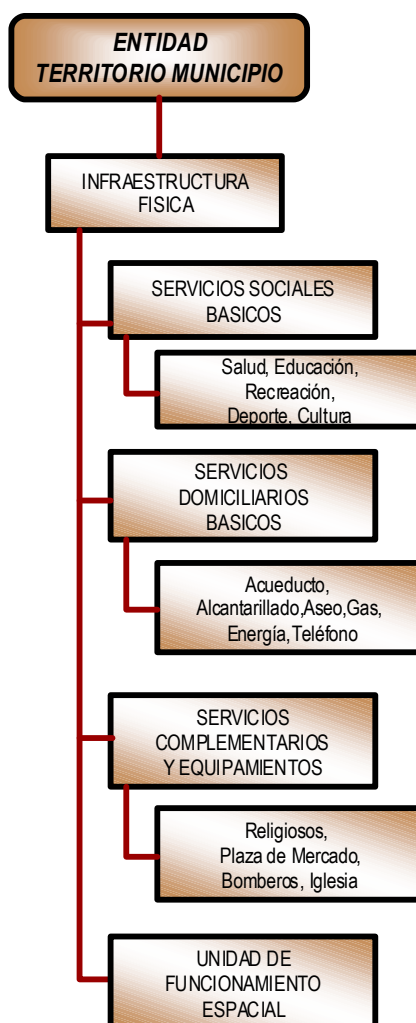 ENTIDAD
TERRITORIO MUNICIPIO
INFRAESTRUCTURA
FISICA
SERVICIOS SOCIALES
BASICOS
Salud, Educación,
Recreación,
Deporte, Cultura
SERVICIOS
DOMICILIARIOS
BASICOS
Acueducto,
Alcantarillado,Aseo,Gas,
Energía,Teléfono
SERVICIOS
COMPLEMENTARIOS
Y EQUIPAMIENTOS
Religiosos,
Plaza de Mercado,
Bomberos, Iglesia
UNIDAD DE
FUNCIONAMIENTO
ESPACIAL